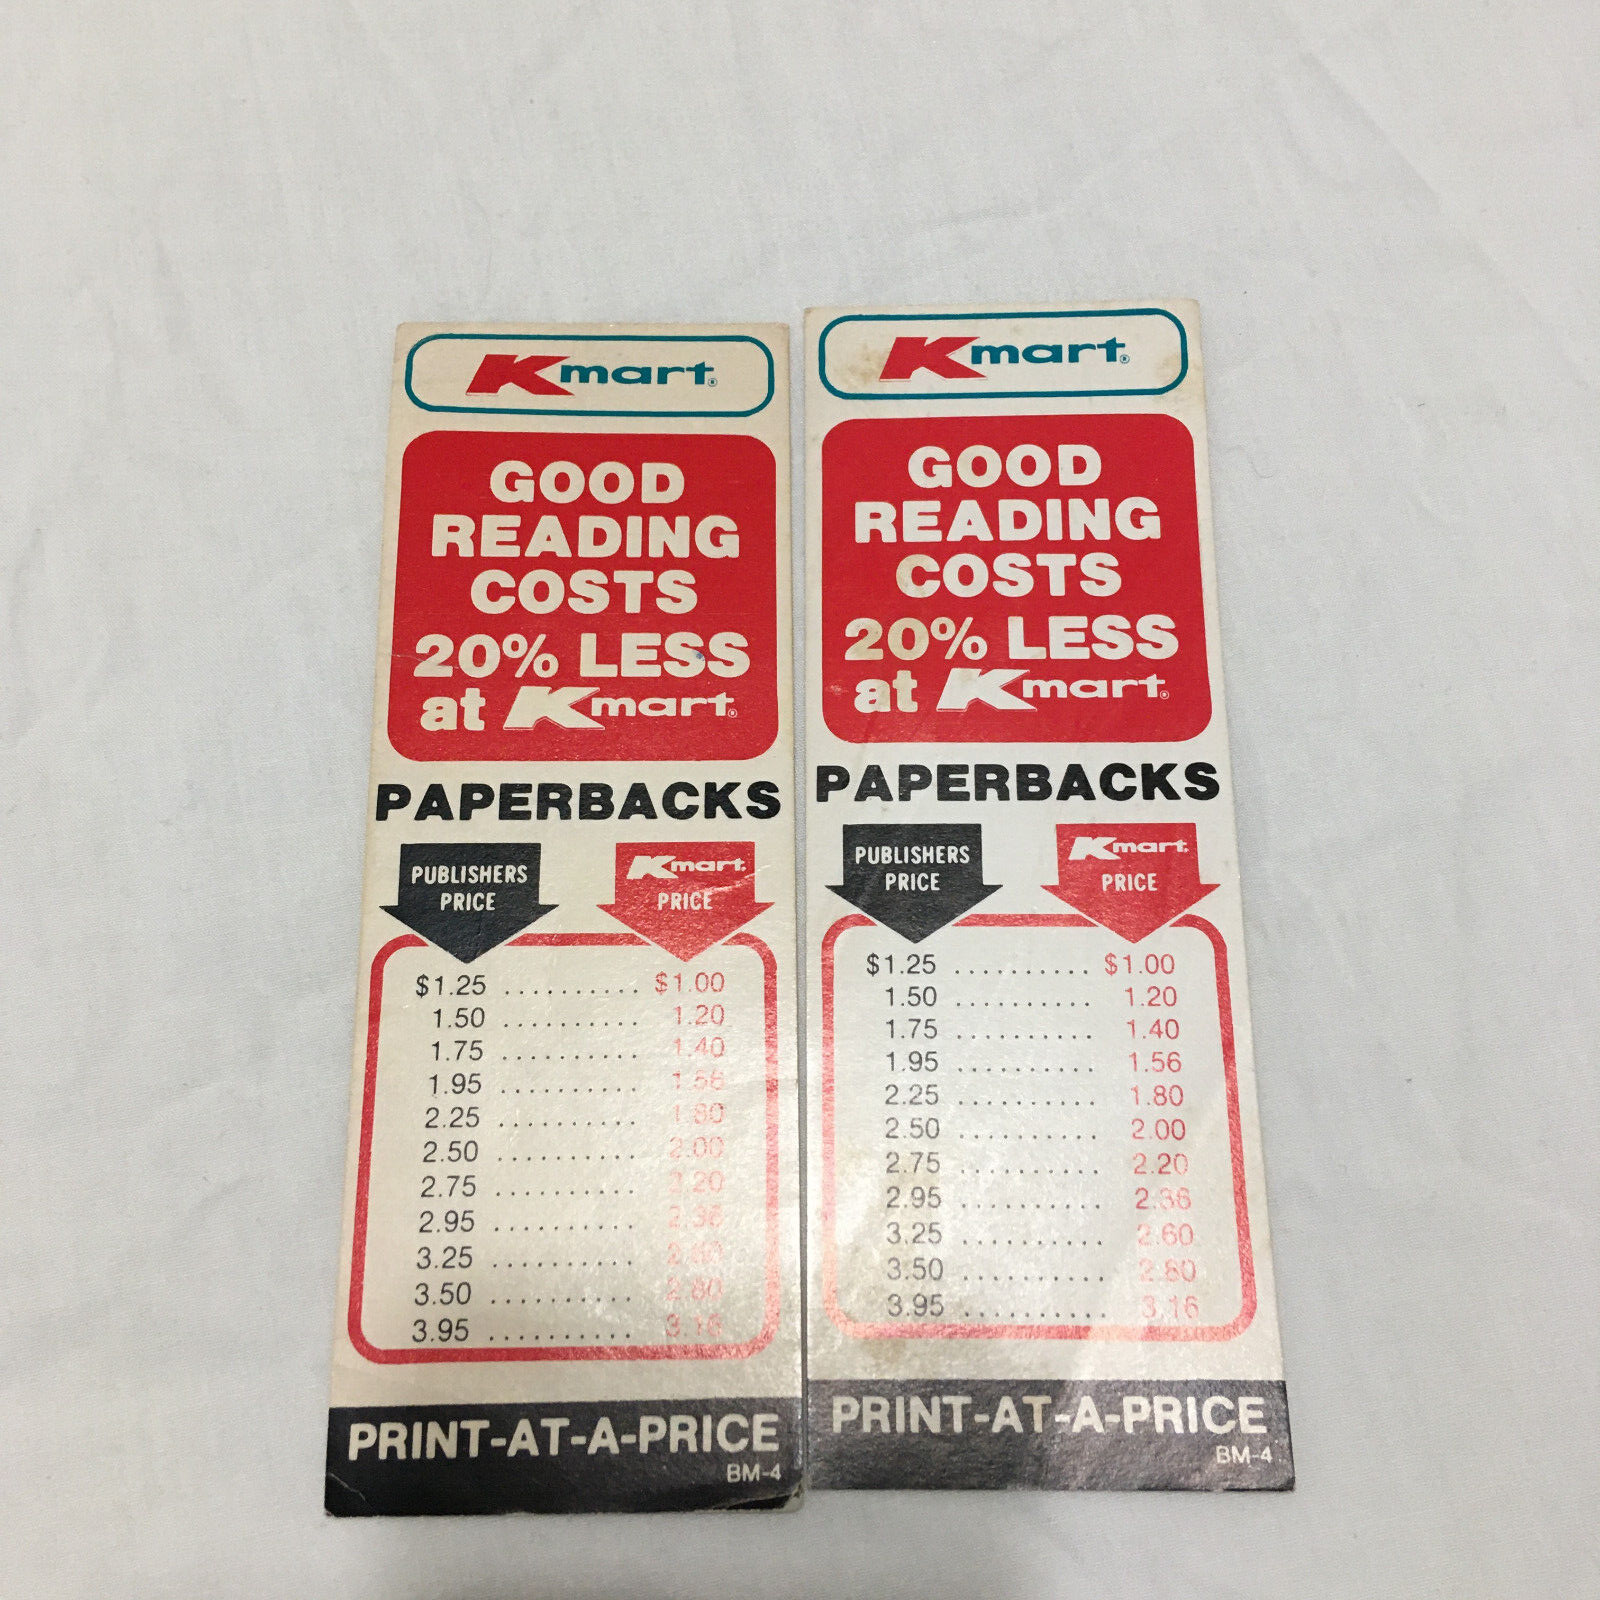 Kmart®
GOOD
READING
COSTS
20% LESS
at Kmart®
PAPERBACKS
PUBLISHERS
PRICE
Kmart®
PRICE
$1.25 .......... $1.00
1.50 .......... 1.20
1.75 .......... 1.40
1.95 .......... 1.56
2.25 .......... 1.80
2.50 .......... 2.00
2.75 .......... 2.20
2.95 .......... 2.36
3.25 .......... 2.60
3.50 .......... 2.80
3.95 .......... 3.16
PRINT-AT-A-PRICE
BM-4
Kmart®
GOOD
READING
COSTS
20% LESS
at Kmart®
PAPERBACKS
PUBLISHERS
PRICE
Kmart®
PRICE
$1.25 .......... $1.00
1.50 .......... 1.20
1.75 .......... 1.40
1.95 .......... 1.56
2.25 .......... 1.80
2.50 .......... 2.00
2.75 .......... 2.20
2.95 .......... 2.36
3.25 .......... 2.60
3.50 .......... 2.80
3.95 .......... 3.16
PRINT-AT-A-PRICE
BM-4